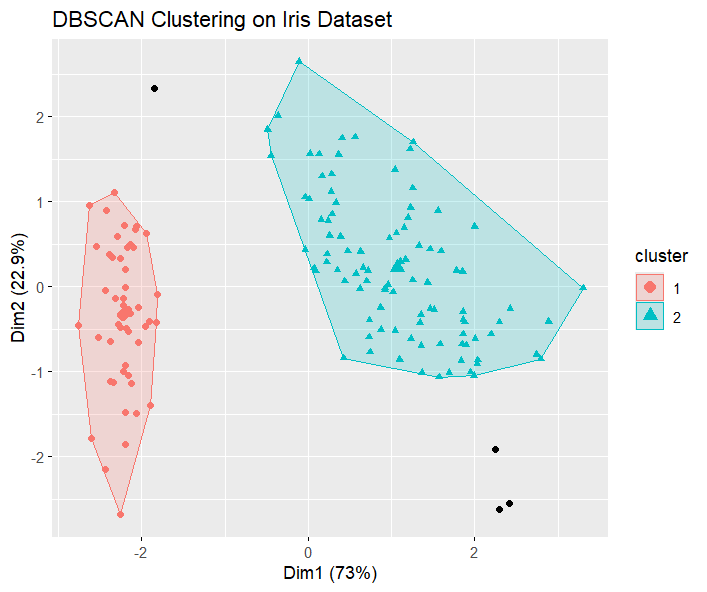 DBSCAN Clustering on Iris Dataset
Dim2 (22.9%)
2
1
0
-1
-2
-2
0
2
Dim1 (73%)
cluster
1
2